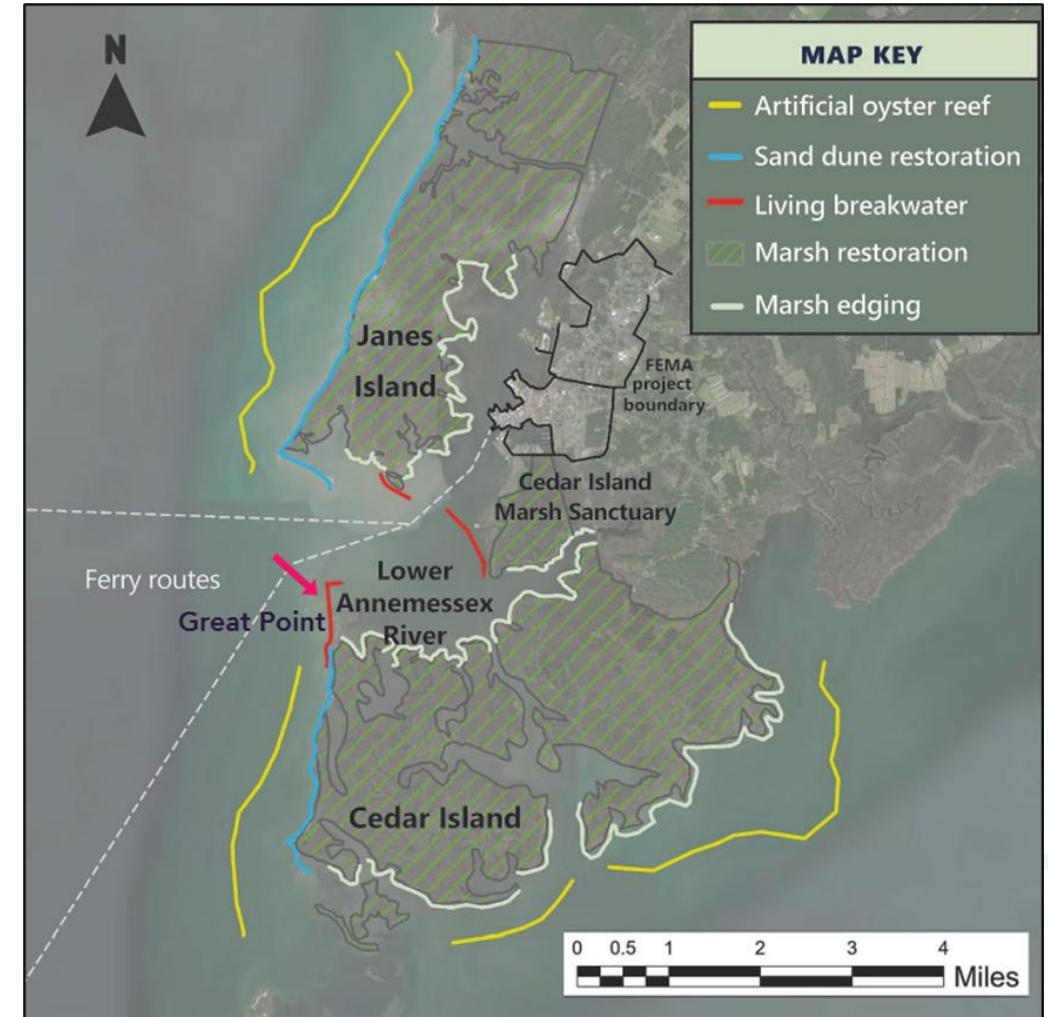 N
MAP KEY
Artificial oyster reef
Sand dune restoration
Living breakwater
Marsh restoration
Marsh edging
Janes
Island
FEMA
project
boundary
Cedar Island
Marsh Sanctuary
Ferry routes
Lower
Annemessex
River
Great Point
Cedar Island
0 0.5 1 2 3 4
Miles